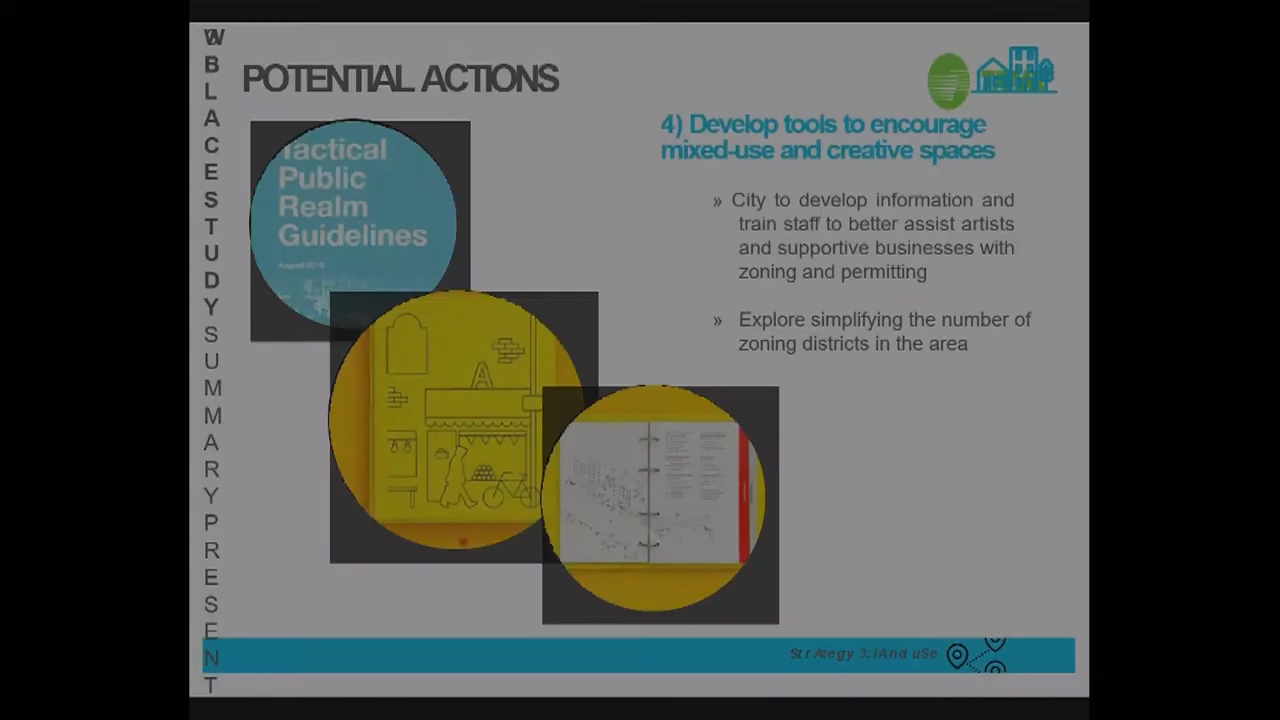 W
B
L
A
C
E
S
T
U
D
Y
S
U
M
M
A
R
Y
P
R
E
S
E
N
T
POTENTIAL ACTIONS
Tactical
Public
Realm
Guidelines
A
4) Develop tools to encourage
mixed-use and creative spaces
» City to develop information and
train staff to better assist artists
and supportive businesses with
zoning and permitting
» Explore simplifying the number of
zoning districts in the area
StrAtegy 3: lAnd uSe